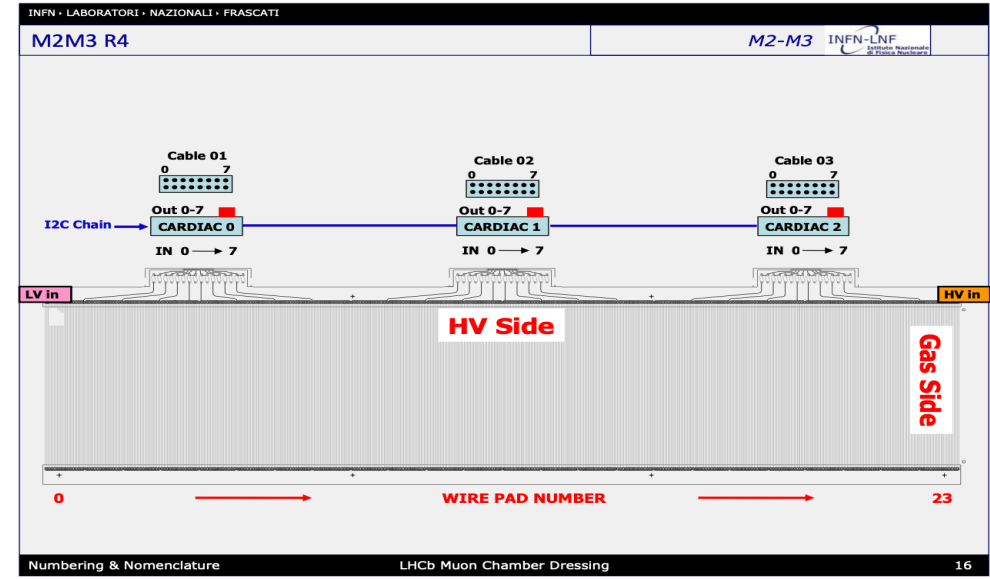 INFN › LABORATORI › NAZIONALI › FRASCATI
M2M3 R4
M2-M3
INFN-LNF
Istituto Nazionale
di Fisica Nucleare
Cable 01
0 7
Cable 02
0 7
Cable 03
0 7
Out 0-7
Out 0-7
Out 0-7
I2C Chain
CARDIAC 0
CARDIAC 1
CARDIAC 2
IN 0 → 7
IN 0 → 7
IN 0 → 7
LV in
HV in
HV Side
Gas Side
0
WIRE PAD NUMBER
23
Numbering & Nomenclature
LHCb Muon Chamber Dressing
16